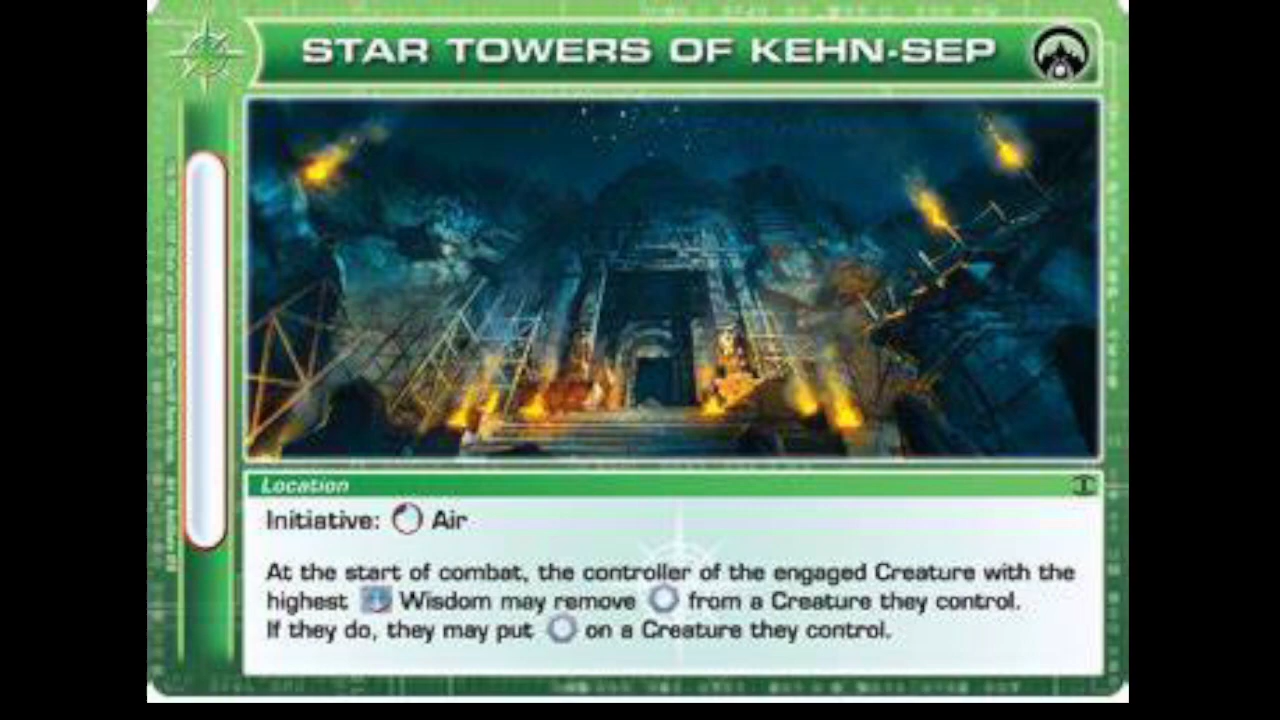 STAR TOWERS OF KEHN-SEP
Location
Initiative: Air
At the start of combat, the controller of the engaged Creature with the
highest Wisdom may remove from a Creature they control.
If they do, they may put on a Creature they control.